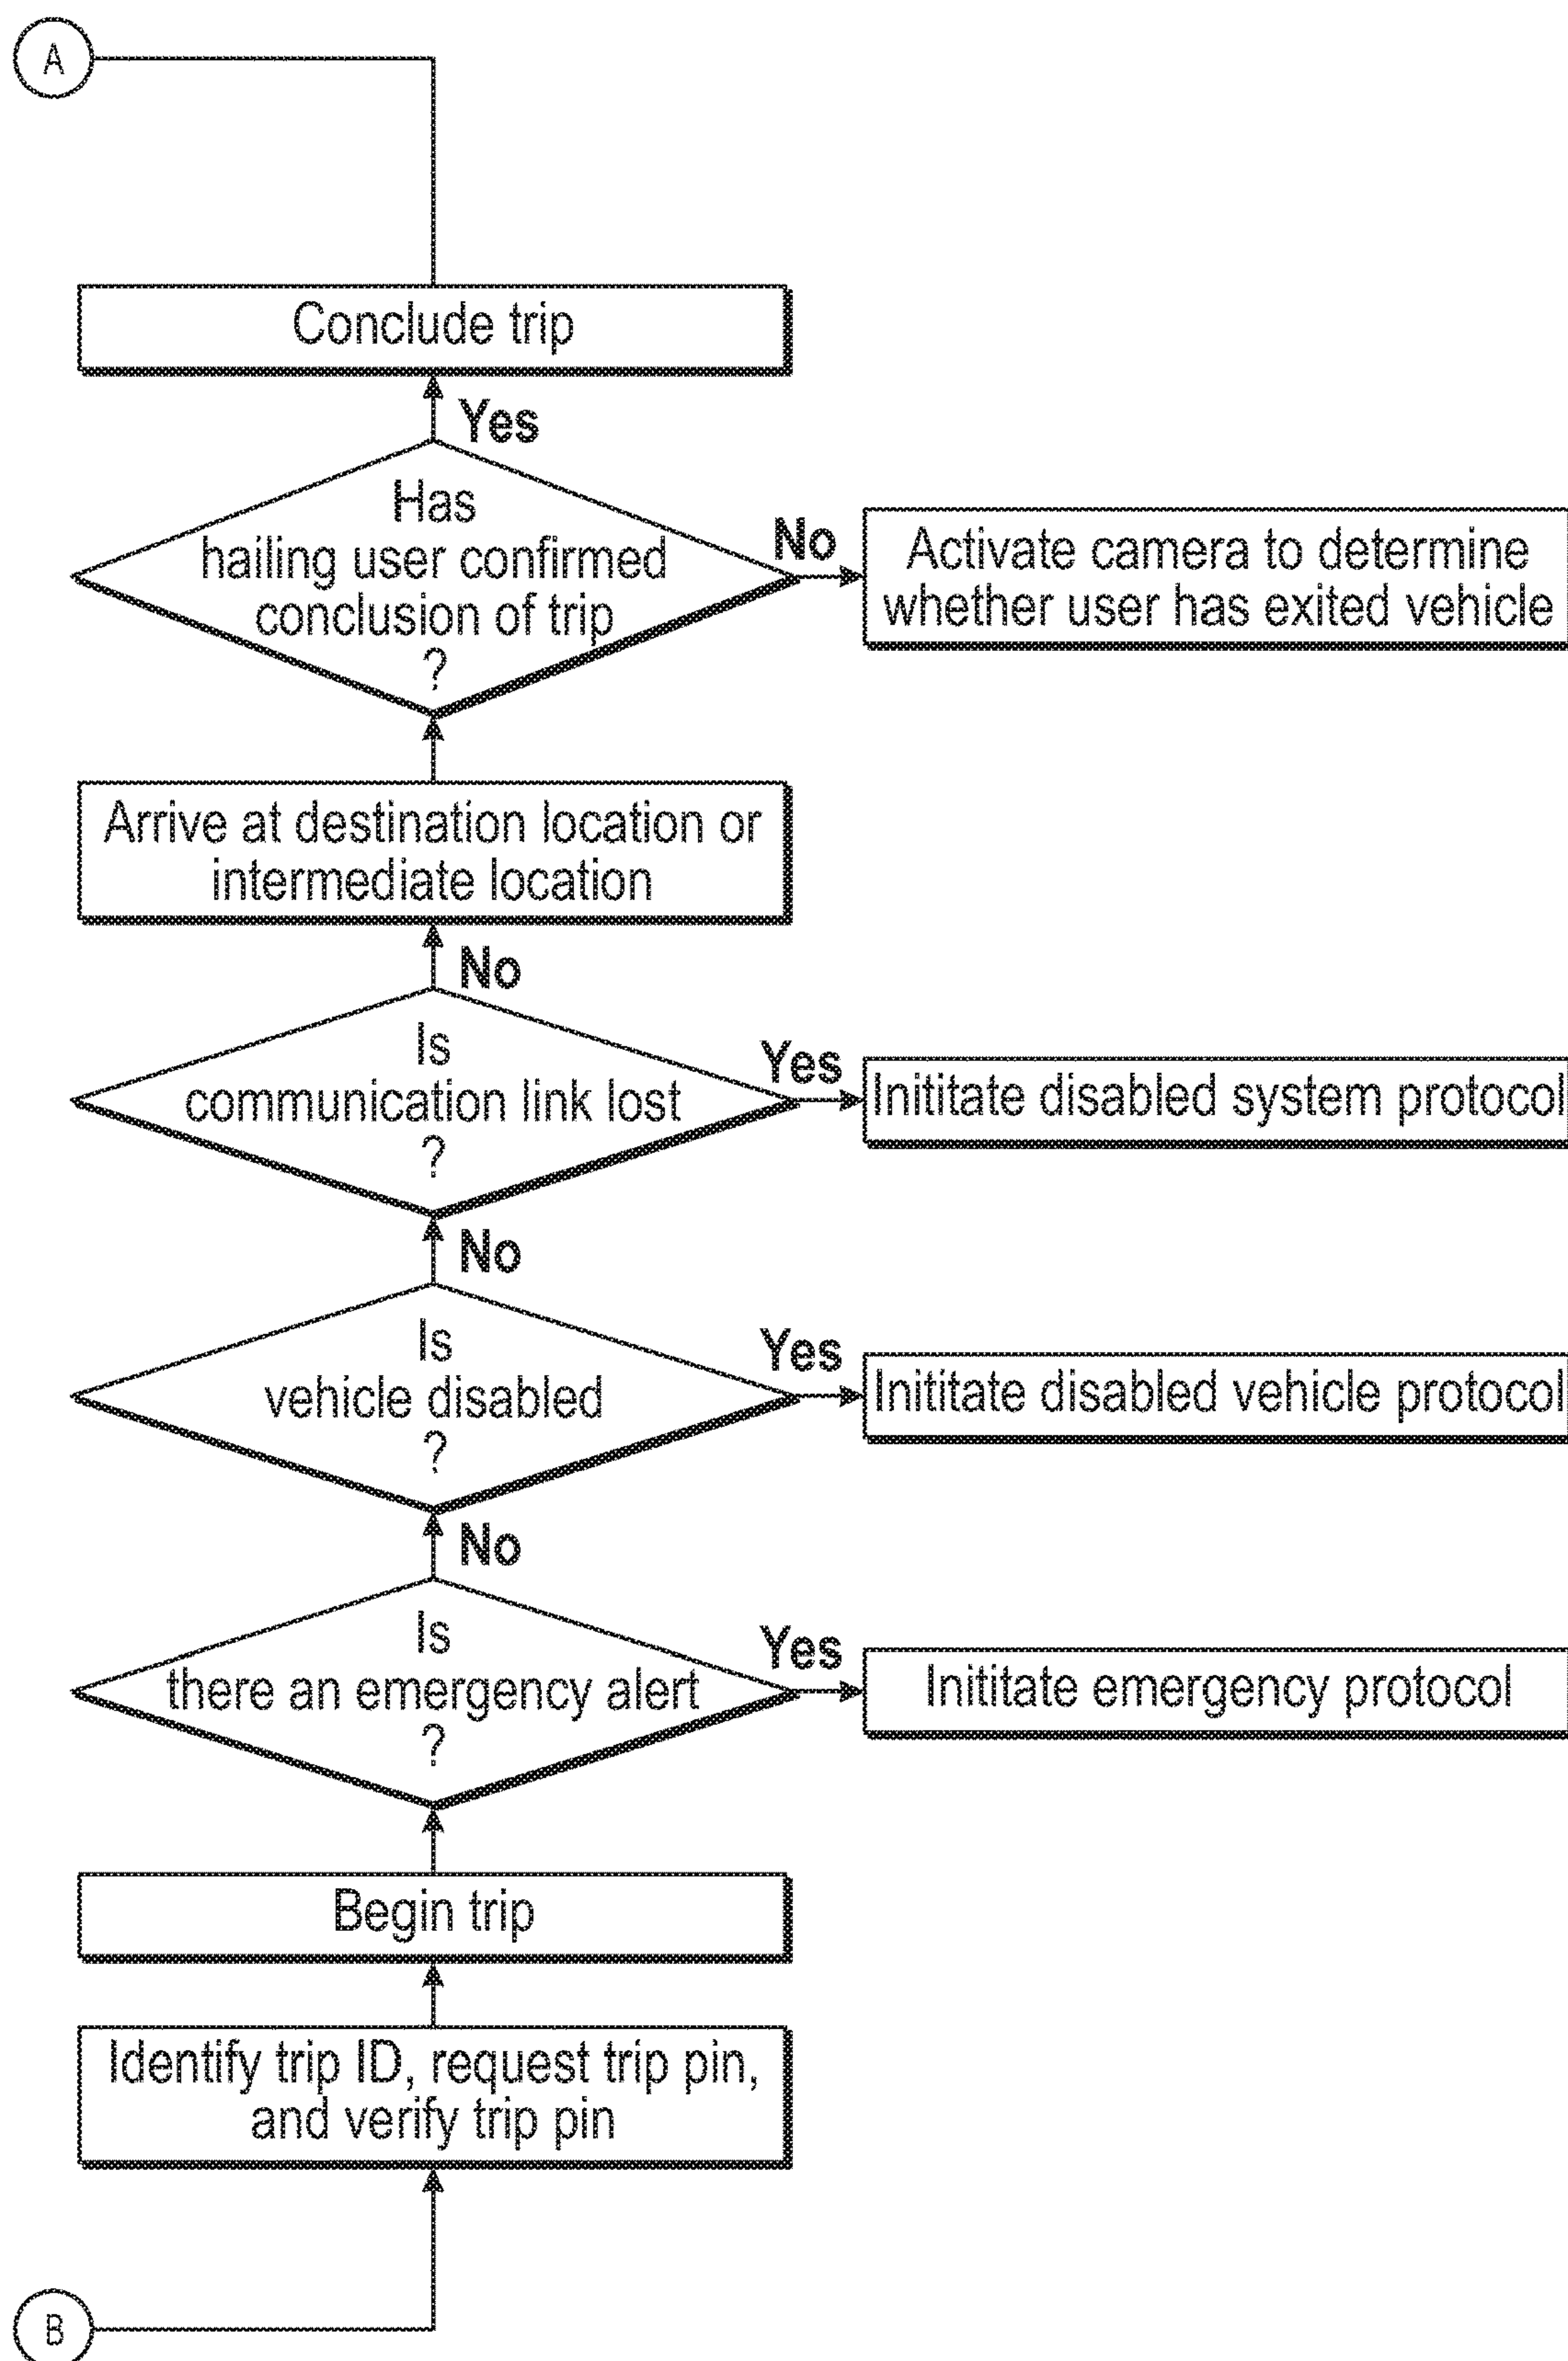 A
Conclude trip
Yes
Has
hailing user confirmed
conclusion of trip
?
No
Activate camera to determine
whether user has exited vehicle
Arrive at destination location or
intermediate location
No
Is
communication link lost
?
Yes
Inititate disabled system protocol
No
Is
vehicle disabled
?
Yes
Inititate disabled vehicle protocol
No
Is
there an emergency alert
?
Yes
Inititate emergency protocol
Begin trip
Identify trip ID, request trip pin,
and verify trip pin
B